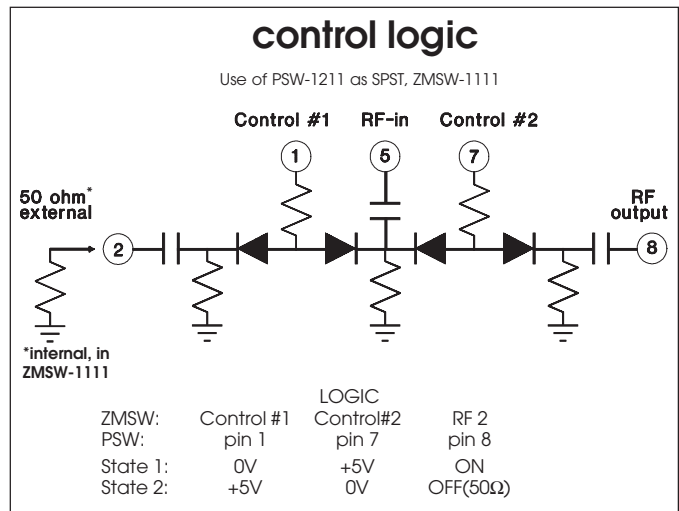 control logic
Use of PSW-1211 as SPST, ZMSW-1111
Control #1 RF-in Control #2
1 5 7
50 ohm*
external
RF
output
2
8
*internal, in
ZMSW-1111
LOGIC
ZMSW: Control #1 Control#2 RF 2
PSW: pin 1 pin 7 pin 8
State 1: 0V +5V ON
State 2: +5V 0V OFF(50Ω)